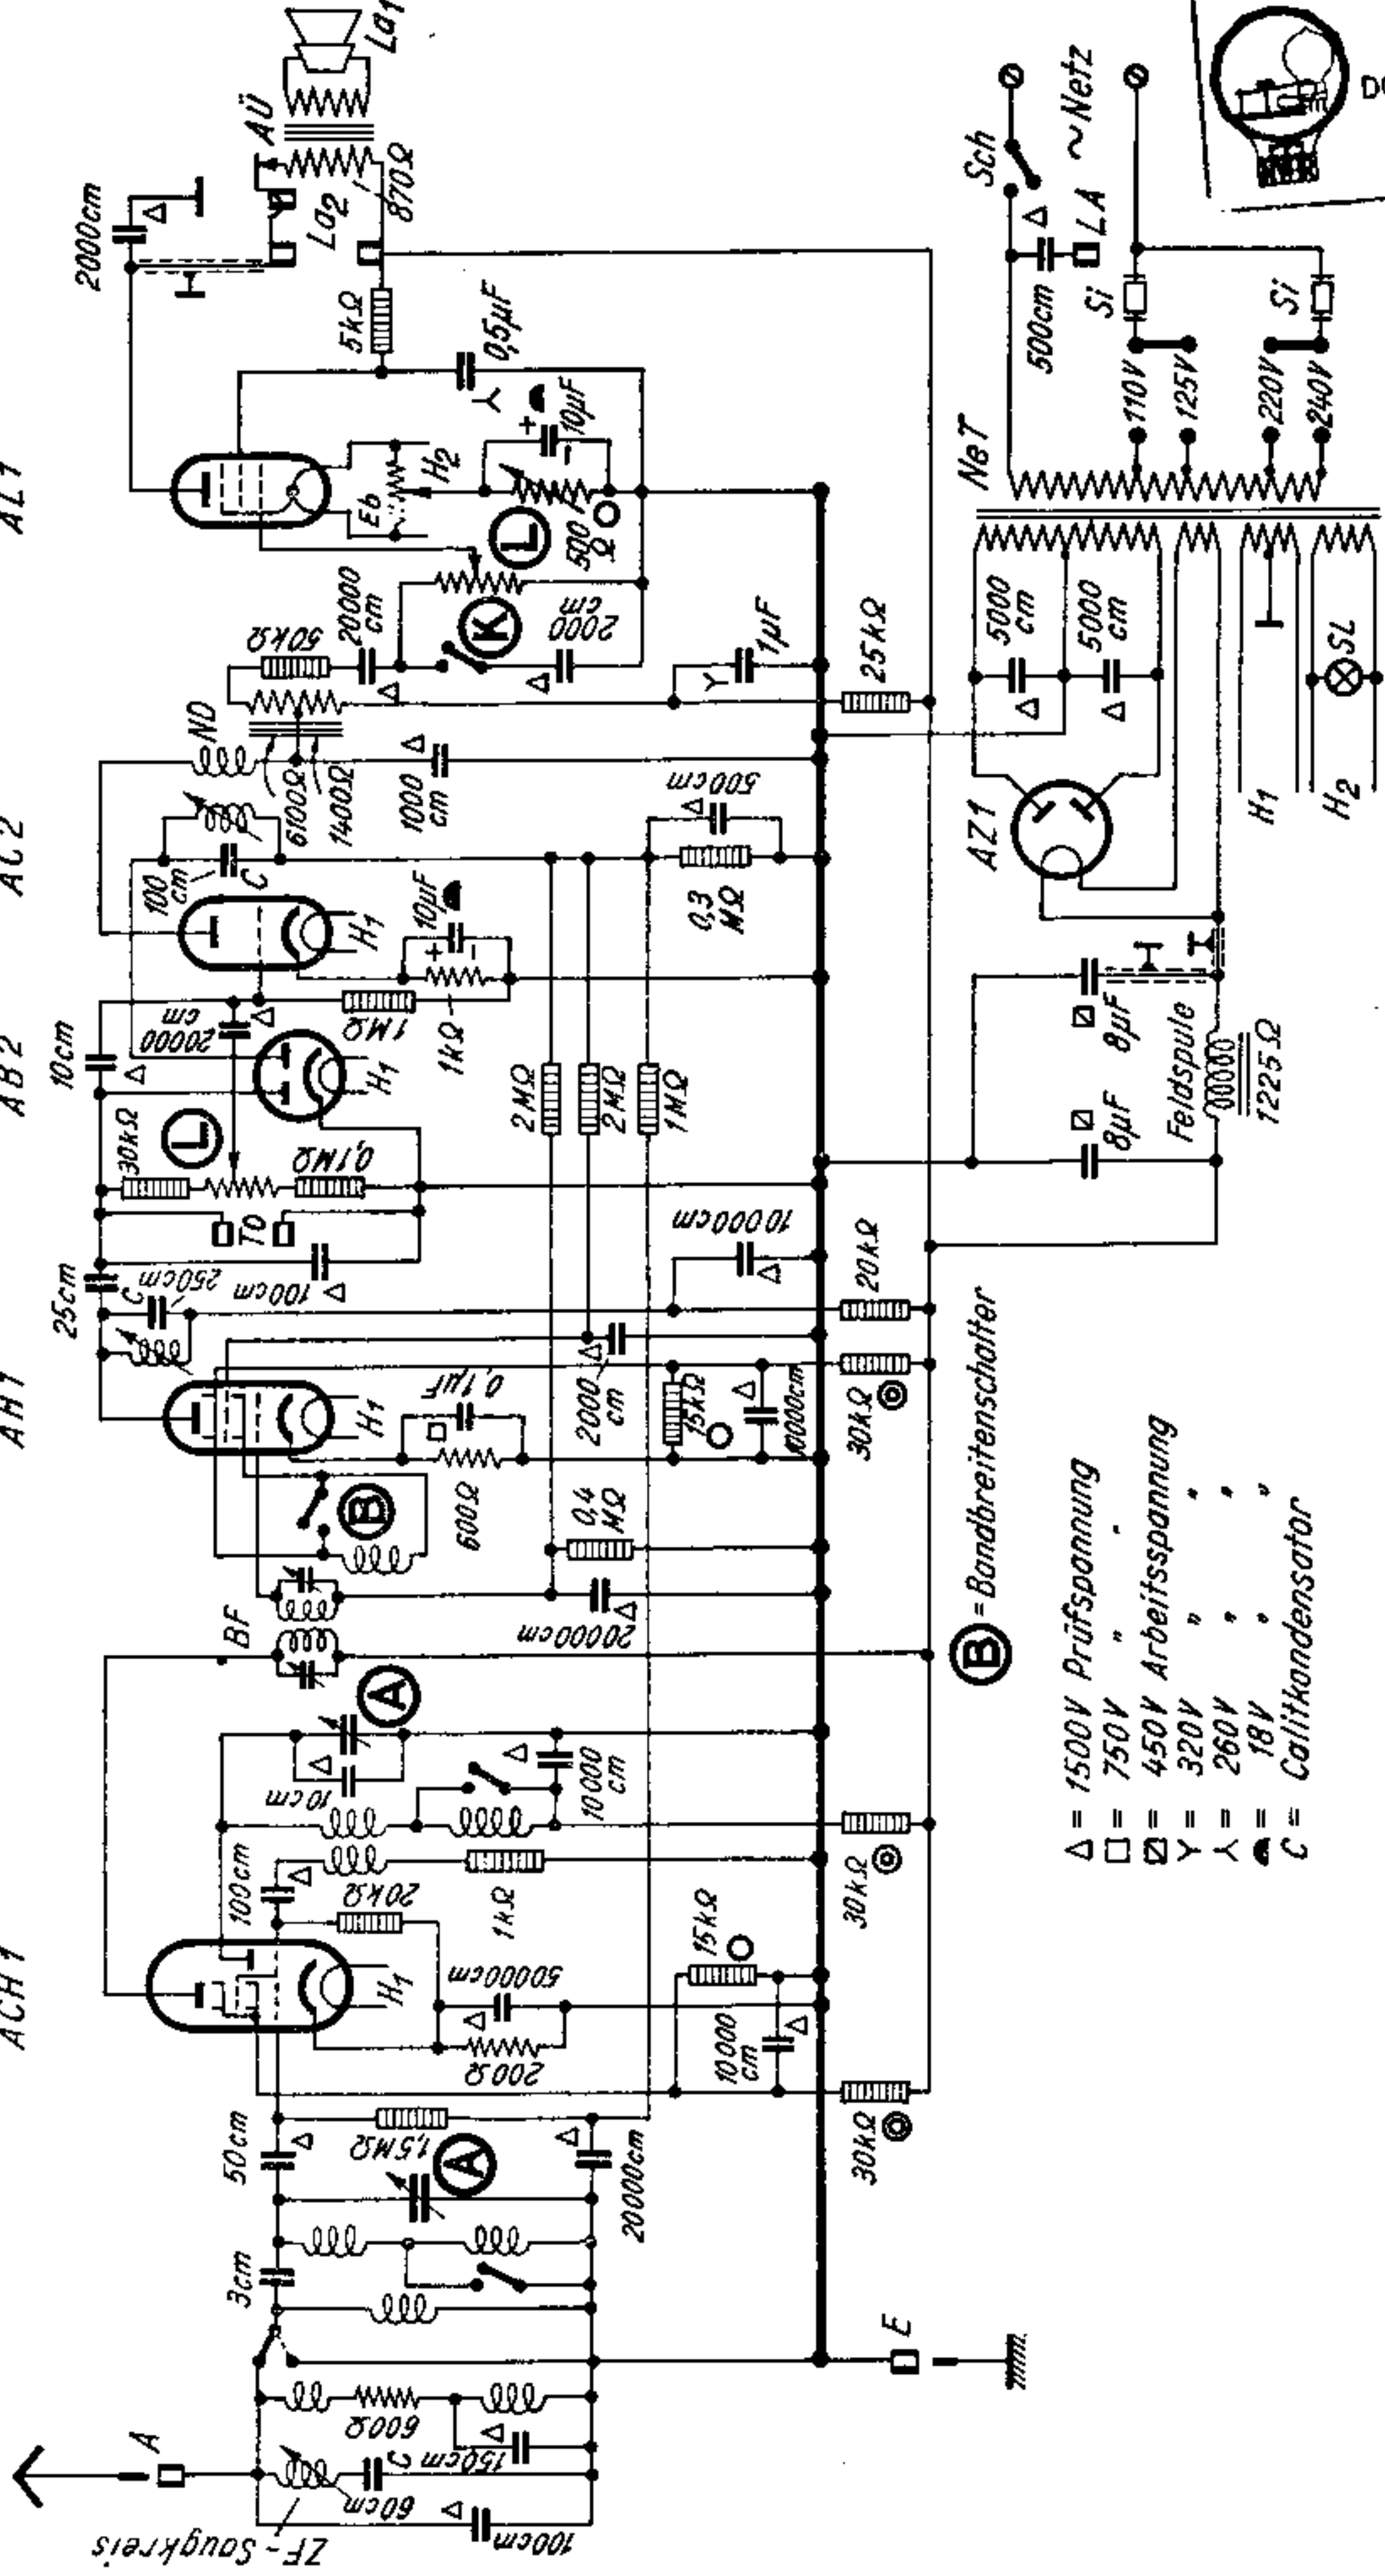 ACH1
AH1
AB2
AC2
AL1
A
ZF-Saugkreis
100cm
60cm
C
150cm
600Ω
3cm
50cm
A
1,5MΩ
20000cm
E
H1
200Ω
50000cm
20kΩ
100cm
1kΩ
10cm
A
10000
cm
10000
cm
15kΩ
30kΩ
30kΩ
BF
B
20000cm
0,4
MΩ
600Ω
0,1µF
H1
15kΩ
10000cm
30kΩ
2000
cm
25cm
C
250cm
100cm
TO
10000cm
20kΩ
30kΩ
L
0,1MΩ
10cm
20000
cm
H1
1MΩ
1kΩ
10µF
H1
2MΩ
2MΩ
1MΩ
100
cm
C
ND
6100Ω
1400Ω
1000
cm
500cm
0,3
MΩ
50kΩ
20000
cm
K
2000
cm
1µF
25kΩ
L
Eb
H2
500
Ω
10µF
0,5µF
5kΩ
2000cm
La2
870Ω
AÜ
La1
B = Bandbreitenschalter
△ = 1500V Prüfspannung
□ = 750V " "
⍁ = 450V Arbeitsspannung
Y = 320V " "
⅄ = 260V " "
= 18V " "
C = Calitkondensator
8µF
8µF
Feldspule
1225Ω
AZ1
5000
cm
5000
cm
H1
H2
SL
NeT
500cm
LA
Sch
~Netz
110V
125V
220V
240V
Si
Si